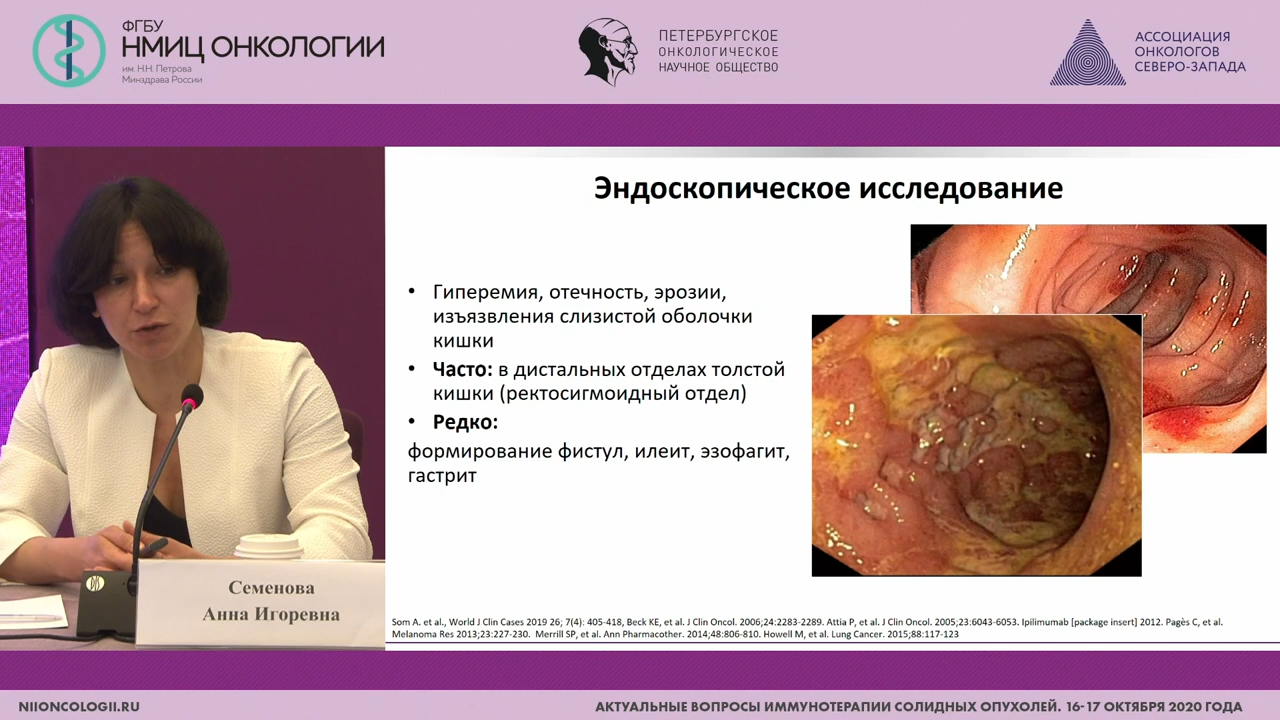 ФГБУ
НМИЦ ОНКОЛОГИИ
им. Н.Н. Петрова
Минздрава России
ПЕТЕРБУРГСКОЕ
ОНКОЛОГИЧЕСКОЕ
НАУЧНОЕ ОБЩЕСТВО
АССОЦИАЦИЯ
ОНКОЛОГОВ
СЕВЕРО-ЗАПАДА
Эндоскопическое исследование
• Гиперемия, отечность, эрозии,
изъязвления слизистой оболочки
кишки
• Часто: в дистальных отделах толстой
кишки (ректосигмоидный отдел)
• Редко:
формирование фистул, илеит, эзофагит,
гастрит
Семенова
Анна Игоревна
Som A. et al., World J Clin Cases 2019 26; 7(4): 405-418, Beck KE, et al. J Clin Oncol. 2006;24:2283-2289. Attia P, et al. J Clin Oncol. 2005;23:6043-6053. Ipilimumab [package insert] 2012. Pagès C, et al.
Melanoma Res 2013;23:227-230. Merrill SP, et al. Ann Pharmacother. 2014;48:806-810. Howell M, et al. Lung Cancer. 2015;88:117-123
NIIONCOLOGII.RU
АКТУАЛЬНЫЕ ВОПРОСЫ ИММУНОТЕРАПИИ СОЛИДНЫХ ОПУХОЛЕЙ. 16-17 ОКТЯБРЯ 2020 ГОДА